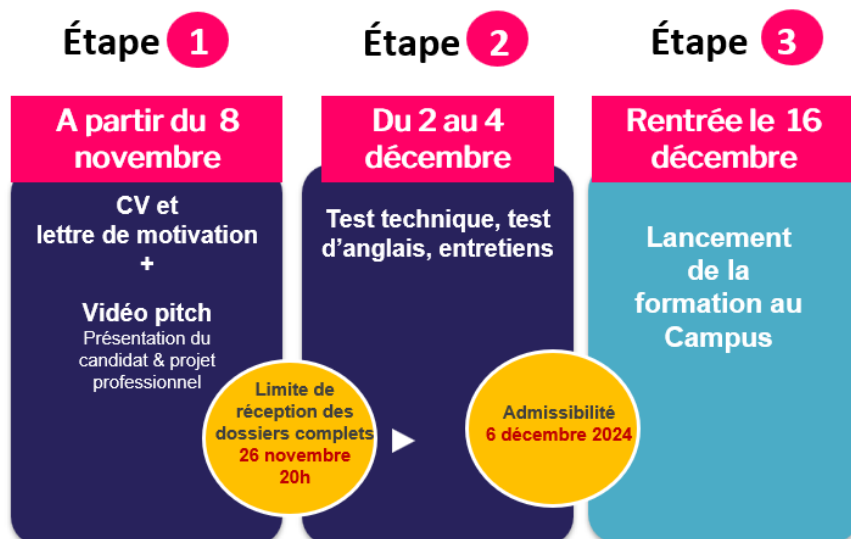 Étape 1
A partir du 8
novembre
CV et
lettre de motivation
+
Vidéo pitch
Présentation du
candidat & projet
professionnel
Limite de
réception des
dossiers complets
26 novembre
20h
Étape 2
Du 2 au 4
décembre
Test technique, test
d'anglais, entretiens
Admissibilité
6 décembre 2024
Étape 3
Rentrée le 16
décembre
Lancement
de la
formation au
Campus